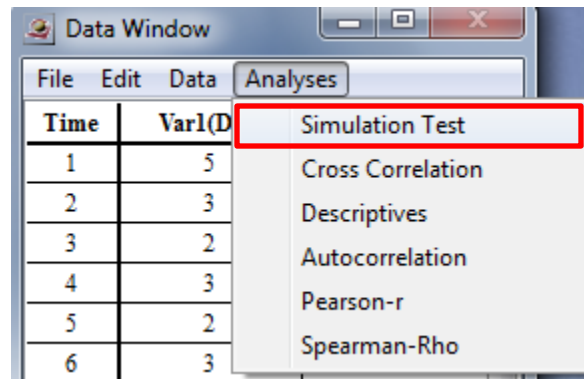 Data Window
File Edit Data Analyses
Time Var1(D
Simulation Test
1 5
Cross Correlation
2 3
Descriptives
3 2
Autocorrelation
4 3
Pearson-r
5 2
Spearman-Rho
6 3